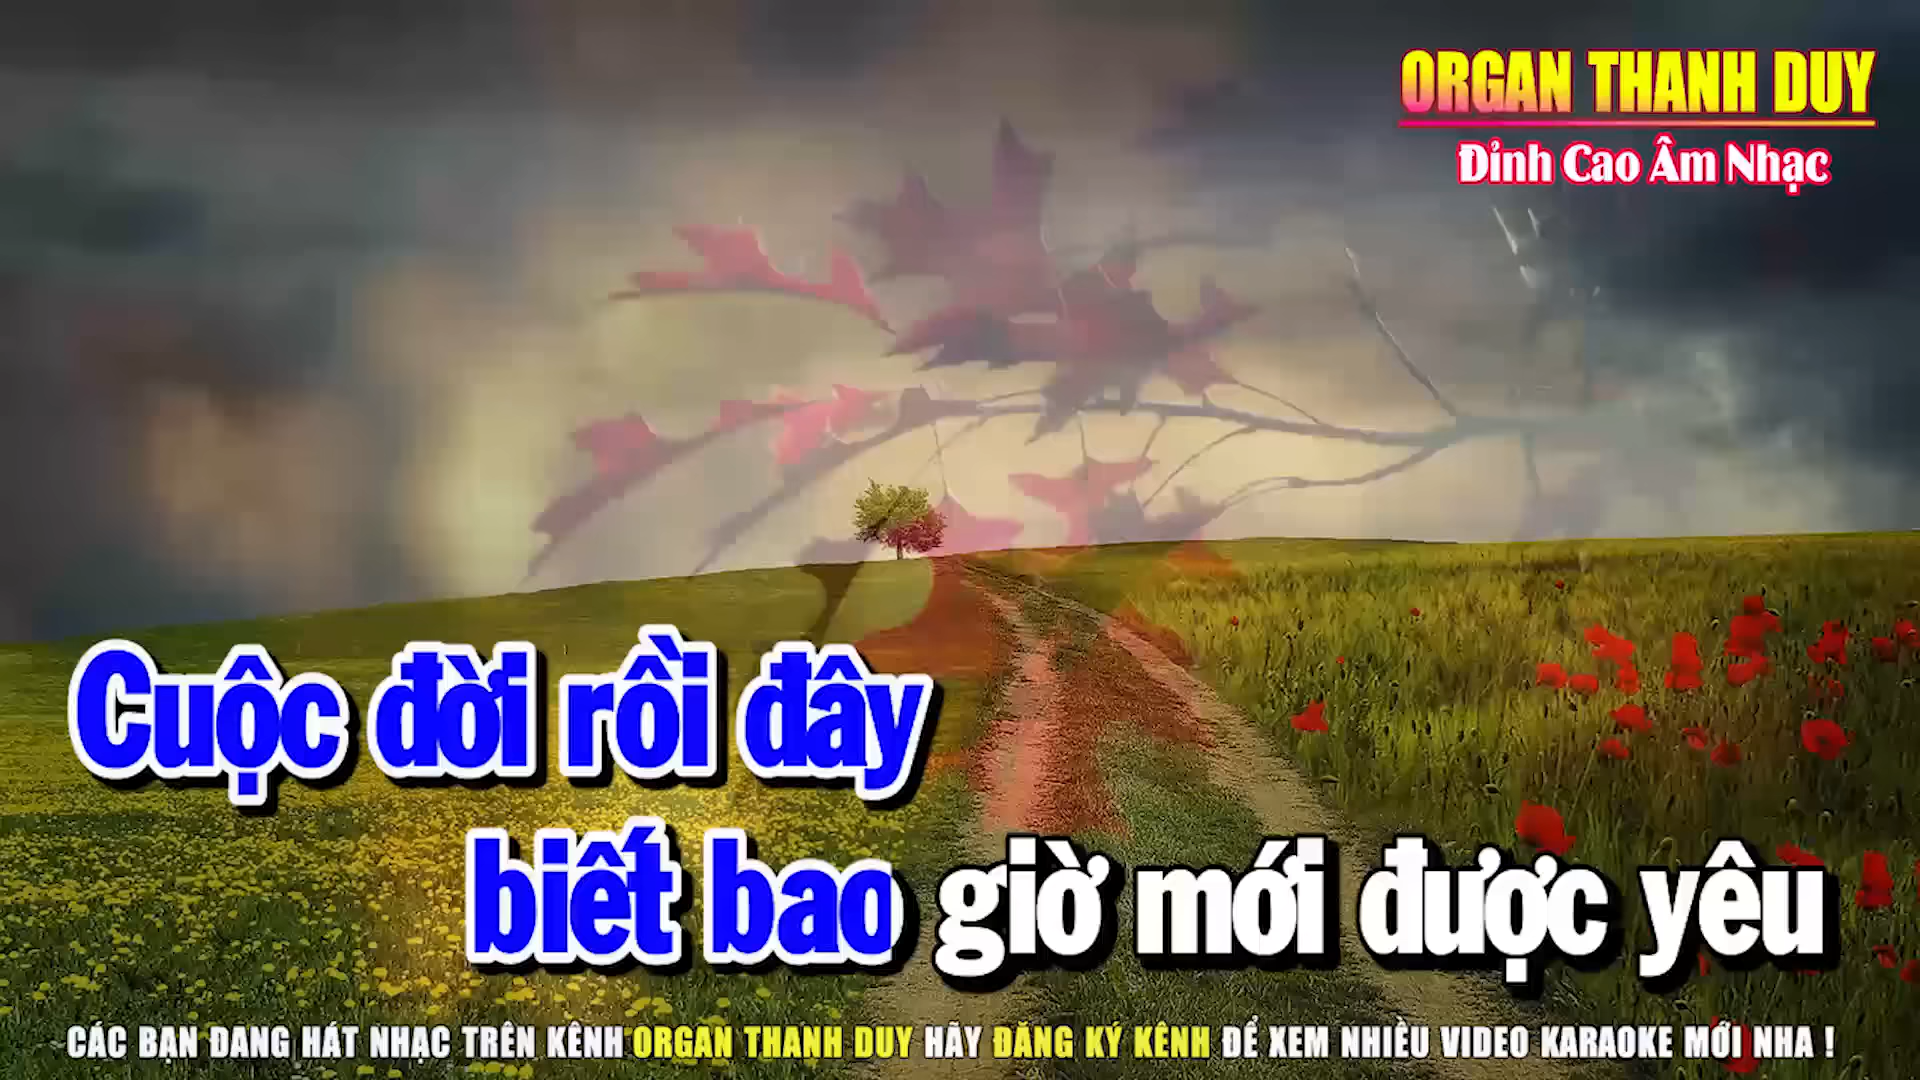 ORGAN THANH DUY
Đỉnh Cao Âm Nhạc
Cuộc đời rồi đây
biết bao giờ mới được yêu
CÁC BẠN ĐANG HÁT NHẠC TRÊN KÊNH ORGAN THANH DUY HÃY ĐĂNG KÝ KÊNH ĐỂ XEM NHIỀU VIDEO KARAOKE MỚI NHA !